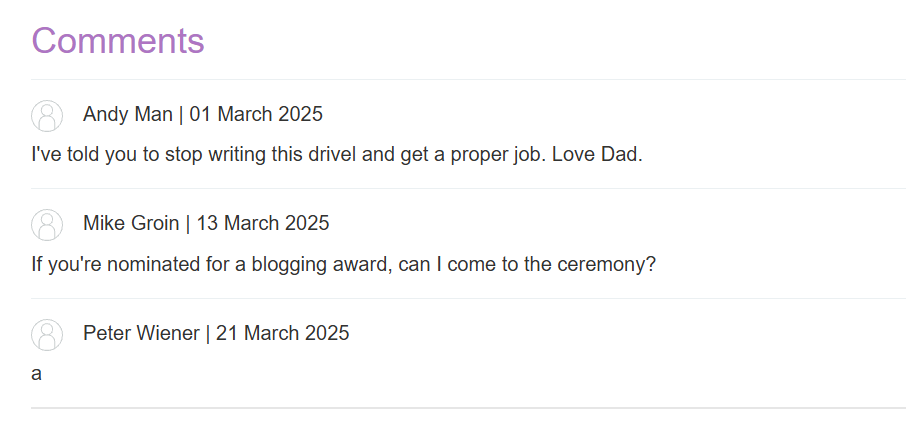 Comments
Andy Man | 01 March 2025
I've told you to stop writing this drivel and get a proper job. Love Dad.
Mike Groin | 13 March 2025
If you're nominated for a blogging award, can I come to the ceremony?
Peter Wiener | 21 March 2025
a